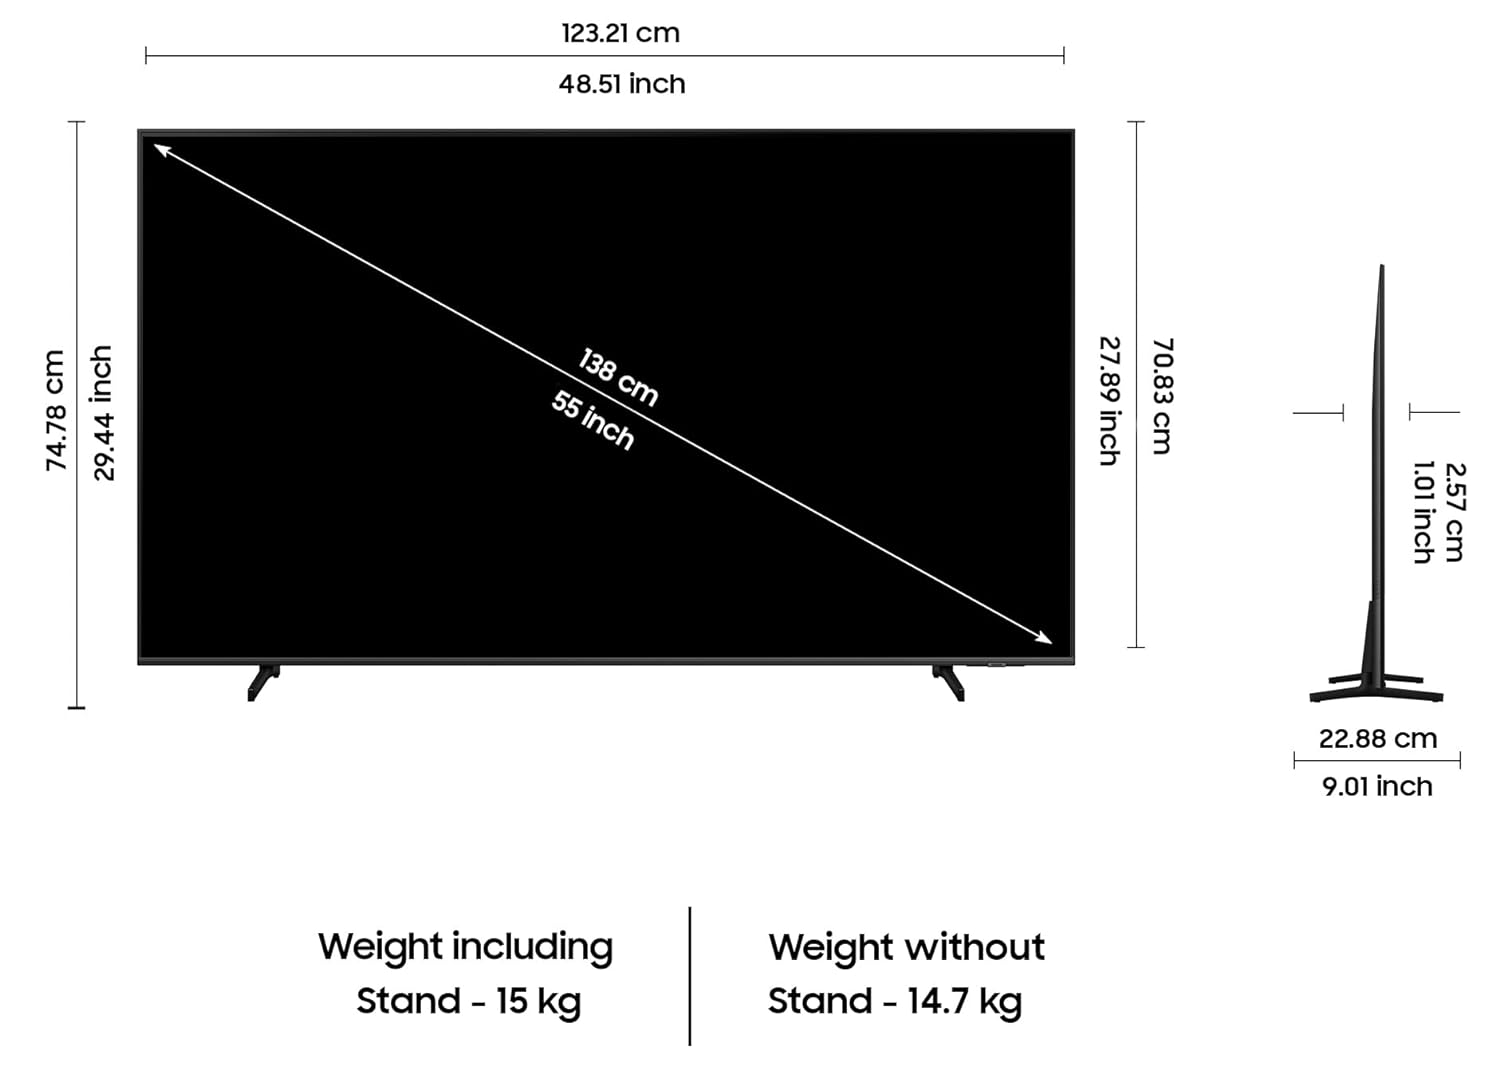 123.21 cm
48.51 inch
74.78 cm
29.44 inch
138 cm
55 inch
27.89 inch
70.83 cm
2.57 cm
1.01 inch
22.88 cm
9.01 inch
Weight including
Stand - 15 kg
Weight without
Stand - 14.7 kg